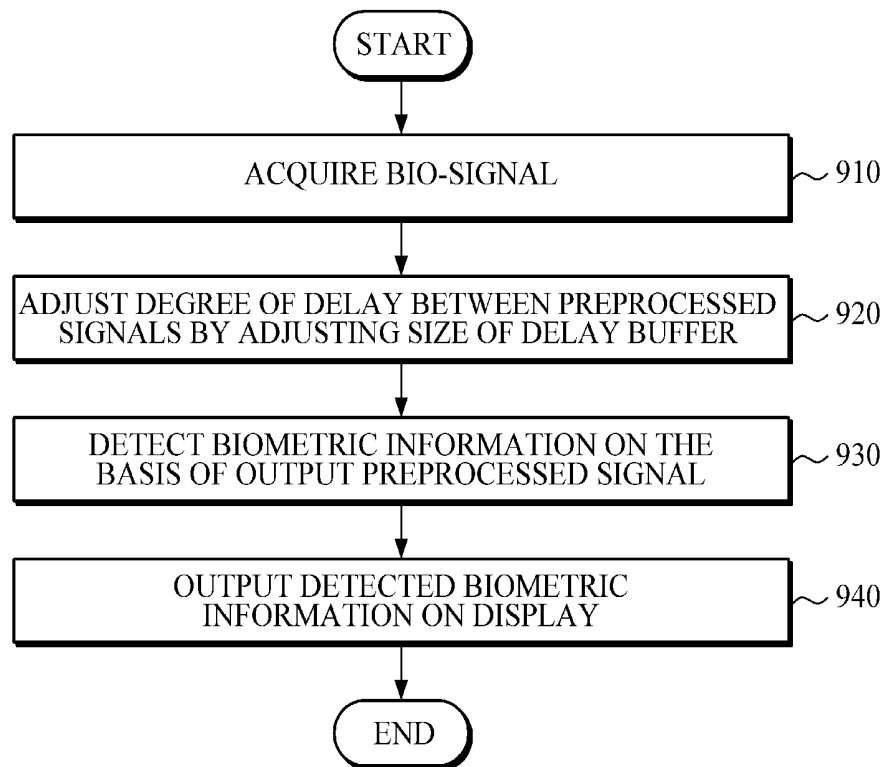 START
ACQUIRE BIO-SIGNAL
910
ADJUST DEGREE OF DELAY BETWEEN PREPROCESSED
SIGNALS BY ADJUSTING SIZE OF DELAY BUFFER
920
DETECT BIOMETRIC INFORMATION ON THE
BASIS OF OUTPUT PREPROCESSED SIGNAL
930
OUTPUT DETECTED BIOMETRIC
INFORMATION ON DISPLAY
940
END